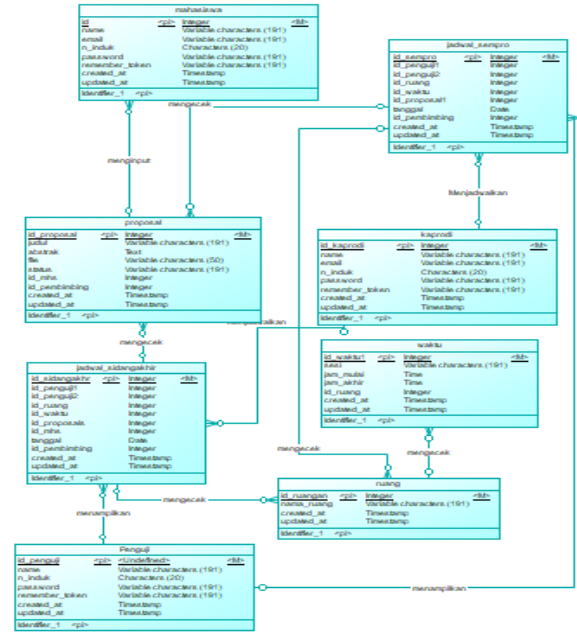 mahasiswa
id <pi> Integer <M>
name Variable characters (191)
email Variable characters (191)
n_induk Characters (20)
password Variable characters (191)
remember_token Variable characters (191)
created_at Timestamp
updated_at Timestamp
Identifier_1 <pi>
mengecek
menginput
jadwal_sempro
id_sempro <pi> Integer <M>
id_penguji1 Integer
id_penguji2 Integer
id_ruang Integer
id_waktu Integer
id_proposal1 Integer
tanggal Date
id_pembimbing Integer
created_at Timestamp
updated_at Timestamp
Identifier_1 <pi>
Menjadwalkan
proposal
id_proposal <pi> Integer <M>
judul Variable characters (191)
abstrak Text
file Variable characters (50)
status Variable characters (191)
id_mhs Integer
id_pembimbing Integer
created_at Timestamp
updated_at Timestamp
Identifier_1 <pi>
kaprodi
id_kaprodi <pi> Integer <M>
name Variable characters (191)
email Variable characters (191)
n_induk Characters (20)
password Variable characters (191)
remember_token Variable characters (191)
created_at Timestamp
updated_at Timestamp
Identifier_1 <pi>
mengecek
jadwal_sidangakhir
id_sidangakhr <pi> Integer <M>
id_penguji1 Integer
id_penguji2 Integer
id_ruang Integer
id_waktu Integer
id_proposals Integer
id_mhs Integer
tanggal Date
id_pembimbing Integer
created_at Timestamp
updated_at Timestamp
Identifier_1 <pi>
waktu
id_waktu1 <pi> Integer <M>
sesi Variable characters (191)
jam_mulai Time
jam_akhir Time
id_ruang Integer
created_at Timestamp
updated_at Timestamp
Identifier_1 <pi>
mengecek
mengecek
ruang
id_ruangan <pi> Integer <M>
nama_ruang Variable characters (191)
created_at Timestamp
updated_at Timestamp
Identifier_1 <pi>
mengecek
menampilkan
Penguji
id_penguji <pi> <Undefined> <M>
name Variable characters (191)
n_induk Characters (20)
password Variable characters (191)
remember_token Variable characters (191)
created_at Timestamp
updated_at Timestamp
Identifier_1 <pi>
menampilkan